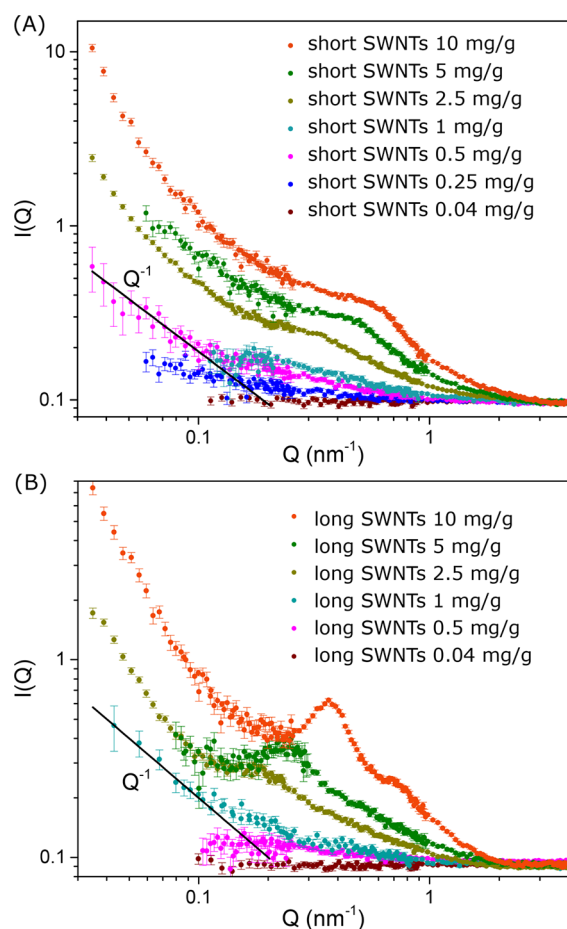 (A)
10
1
0.1
I(Q)
short SWNTs 10 mg/g
short SWNTs 5 mg/g
short SWNTs 2.5 mg/g
short SWNTs 1 mg/g
short SWNTs 0.5 mg/g
short SWNTs 0.25 mg/g
short SWNTs 0.04 mg/g
Q⁻¹
0.1 1
Q (nm⁻¹)
(B)
1
0.1
I(Q)
long SWNTs 10 mg/g
long SWNTs 5 mg/g
long SWNTs 2.5 mg/g
long SWNTs 1 mg/g
long SWNTs 0.5 mg/g
long SWNTs 0.04 mg/g
Q⁻¹
0.1 1
Q (nm⁻¹)